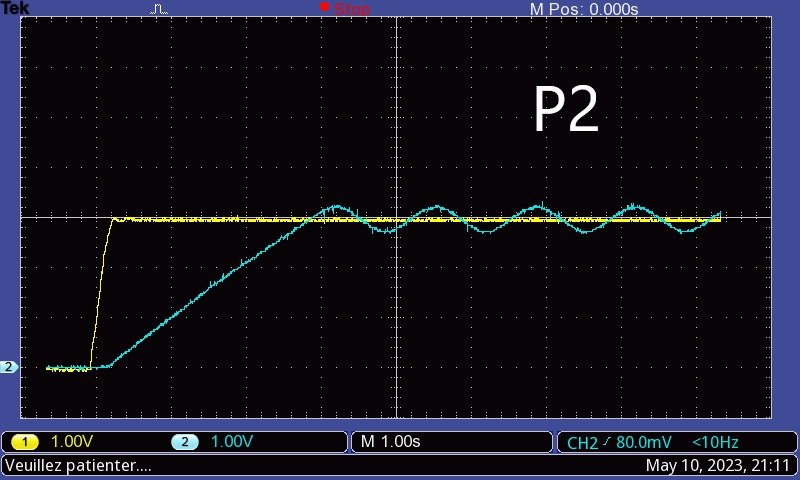 Tek Stop M Pos: 0.000s
P2
2
1 1.00V 2 1.00V M 1.00s CH2 80.0mV <10Hz
Veuillez patienter.... May 10, 2023, 21:11